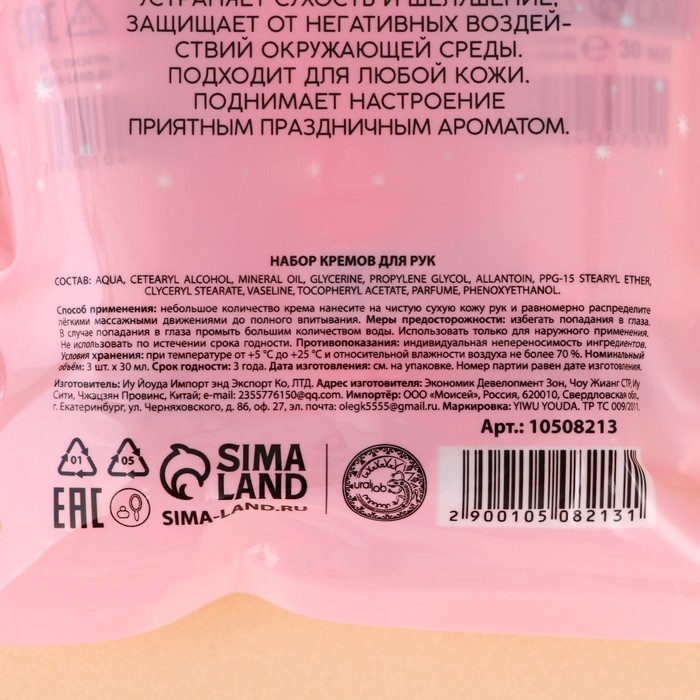 УСТРАНЯЕТ СУХОСТЬ И ШЕЛУШЕНИЕ,
ЗАЩИЩАЕТ ОТ НЕГАТИВНЫХ ВОЗДЕЙ-
СТВИЙ ОКРУЖАЮЩЕЙ СРЕДЫ.
ПОДХОДИТ ДЛЯ ЛЮБОЙ КОЖИ.
ПОДНИМАЕТ НАСТРОЕНИЕ
ПРИЯТНЫМ ПРАЗДНИЧНЫМ АРОМАТОМ.
30
НАБОР КРЕМОВ ДЛЯ РУК
СОСТАВ: AQUA, CETEARYL ALCOHOL, MINERAL OIL, GLYCERINE, PROPYLENE GLYCOL, ALLANTOIN, PPG-15 STEARYL ETHER,
GLYCERYL STEARATE, VASELINE, TOCOPHERYL ACETATE, PARFUME, PHENOXYETHANOL.
Способ применения: небольшое количество крема нанесите на чистую сухую кожу рук и равномерно распределите
лёгкими массажными движениями до полного впитывания. Меры предосторожности: избегать попадания в глаза.
В случае попадания в глаза промыть большим количеством воды. Использовать только для наружного применения.
Не использовать по истечении срока годности. Противопоказания: индивидуальная непереносимость ингредиентов.
Условия хранения: при температуре от +5 °С до +25 °С и относительной влажности воздуха не более 70 %. Номинальный
объём: 3 шт. х 30 мл. Срок годности: 3 года. Дата изготовления: см. на упаковке. Номер партии равен дате изготовления.
Изготовитель: Иу Йоуда Импорт энд Экспорт Ко, ЛТД. Адрес изготовителя: Экономик Девелопмент Зон, Чоу Жианг СТР, Иу
Сити, Чжацзян Провинс, Китай; e-mail: 2355776150@qq.com. Импортёр: ООО «Моисей», Россия, 620010, Свердловская обл.,
г. Екатеринбург, ул. Черняховского, д. 86, оф. 27, эл. почта: olegk5555@gmail.ru. Маркировка: YIWU YOUDA. ТР ТС 009/2011.
Арт.: 10508213
01 05
EAC
SIMA
LAND
SIMA-LAND.RU
urallab
2 900105 082131